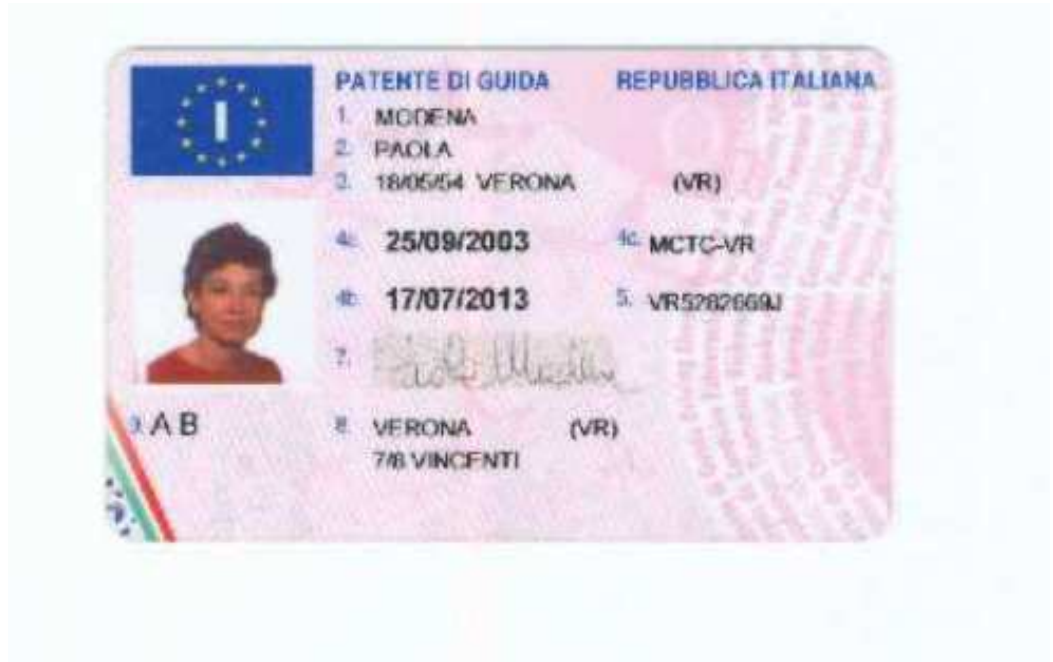 I
PATENTE DI GUIDA REPUBBLICA ITALIANA
1. MODENA
2. PAOLA
3. 18/05/54 VERONA (VR)
4a. 25/09/2003 4c. MCTC-VR
4b. 17/07/2013 5. VR5282669J
7.
9. A B
8. VERONA (VR)
7/8 VINCENTI